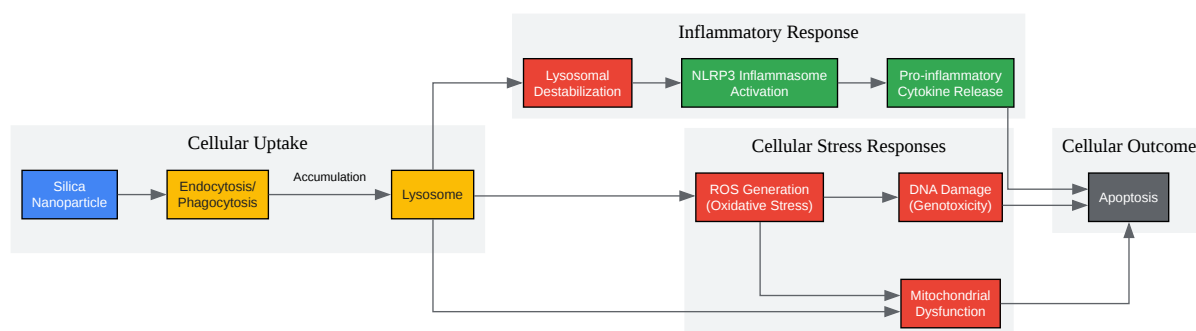 Inflammatory Response
Lysosomal
Destabilization
NLRP3 Inflammasome
Activation
Pro-inflammatory
Cytokine Release
Cellular Uptake
Silica
Nanoparticle
Endocytosis/
Phagocytosis
Accumulation
Lysosome
Cellular Stress Responses
ROS Generation
(Oxidative Stress)
DNA Damage
(Genotoxicity)
Mitochondrial
Dysfunction
Cellular Outcome
Apoptosis